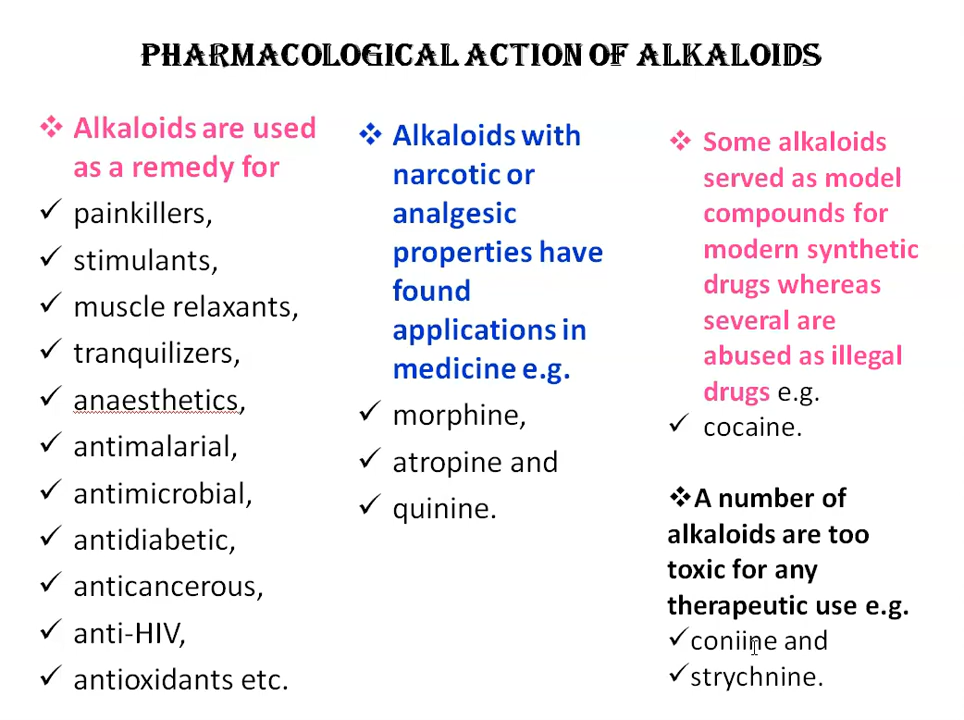 PHARMACOLOGICAL ACTION OF ALKALOIDS
❖ Alkaloids are used
as a remedy for
✓ painkillers,
✓ stimulants,
✓ muscle relaxants,
✓ tranquilizers,
✓ anaesthetics,
✓ antimalarial,
✓ antimicrobial,
✓ antidiabetic,
✓ anticancerous,
✓ anti-HIV,
✓ antioxidants etc.
❖ Alkaloids with
narcotic or
analgesic
properties have
found
applications in
medicine e.g.
✓ morphine,
✓ atropine and
✓ quinine.
❖ Some alkaloids
served as model
compounds for
modern synthetic
drugs whereas
several are
abused as illegal
drugs e.g.
✓ cocaine.
❖A number of
alkaloids are too
toxic for any
therapeutic use e.g.
✓coniine and
✓strychnine.